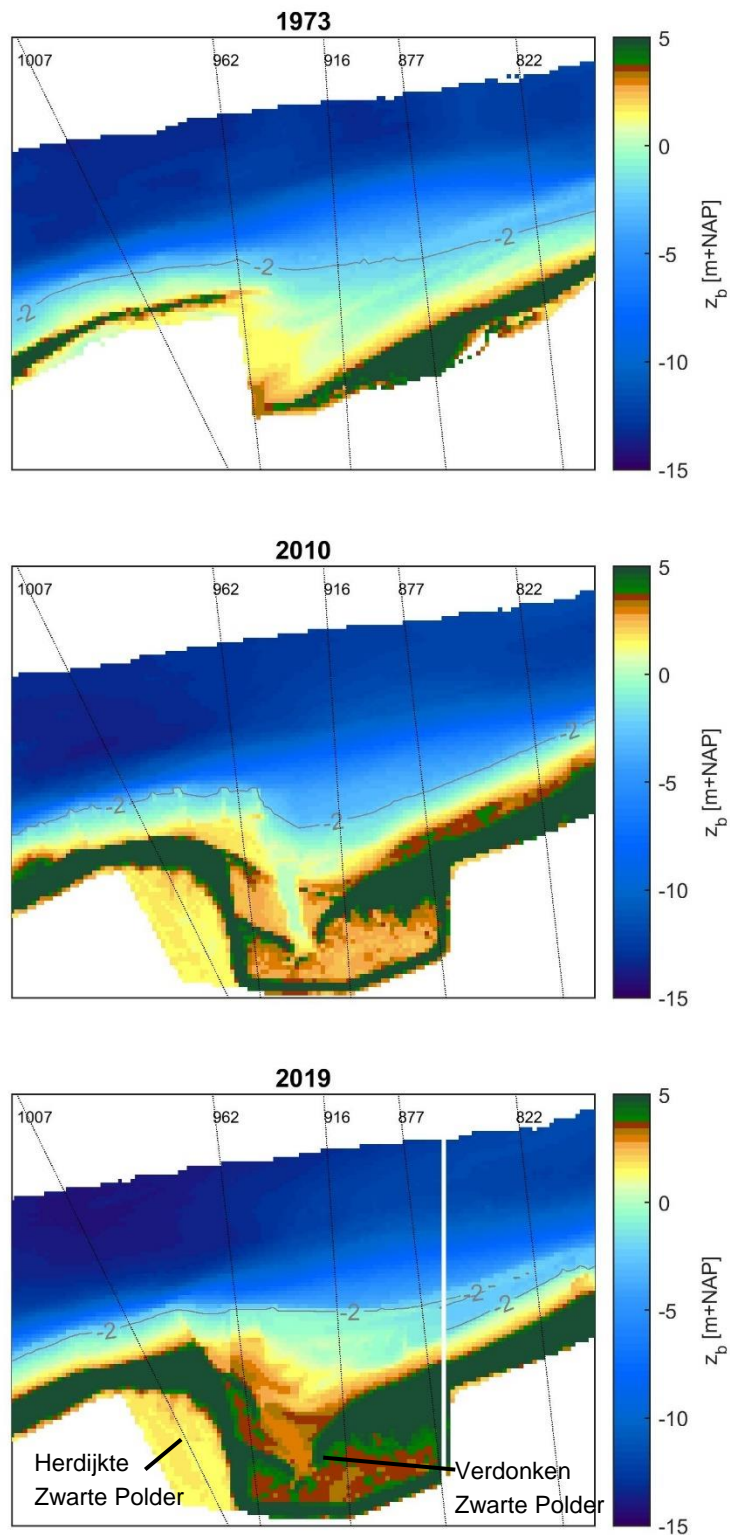 1973
1007 962 916 877 822
-2 -2 -2
5
0
-5
-10
-15
z_b [m+NAP]
2010
1007 962 916 877 822
-2 -2 -2
5
0
-5
-10
-15
z_b [m+NAP]
2019
1007 962 916 877 822
-2 -2 -2 -2
5
0
-5
-10
-15
z_b [m+NAP]
Herdijkte
Zwarte Polder
Verdonken
Zwarte Polder